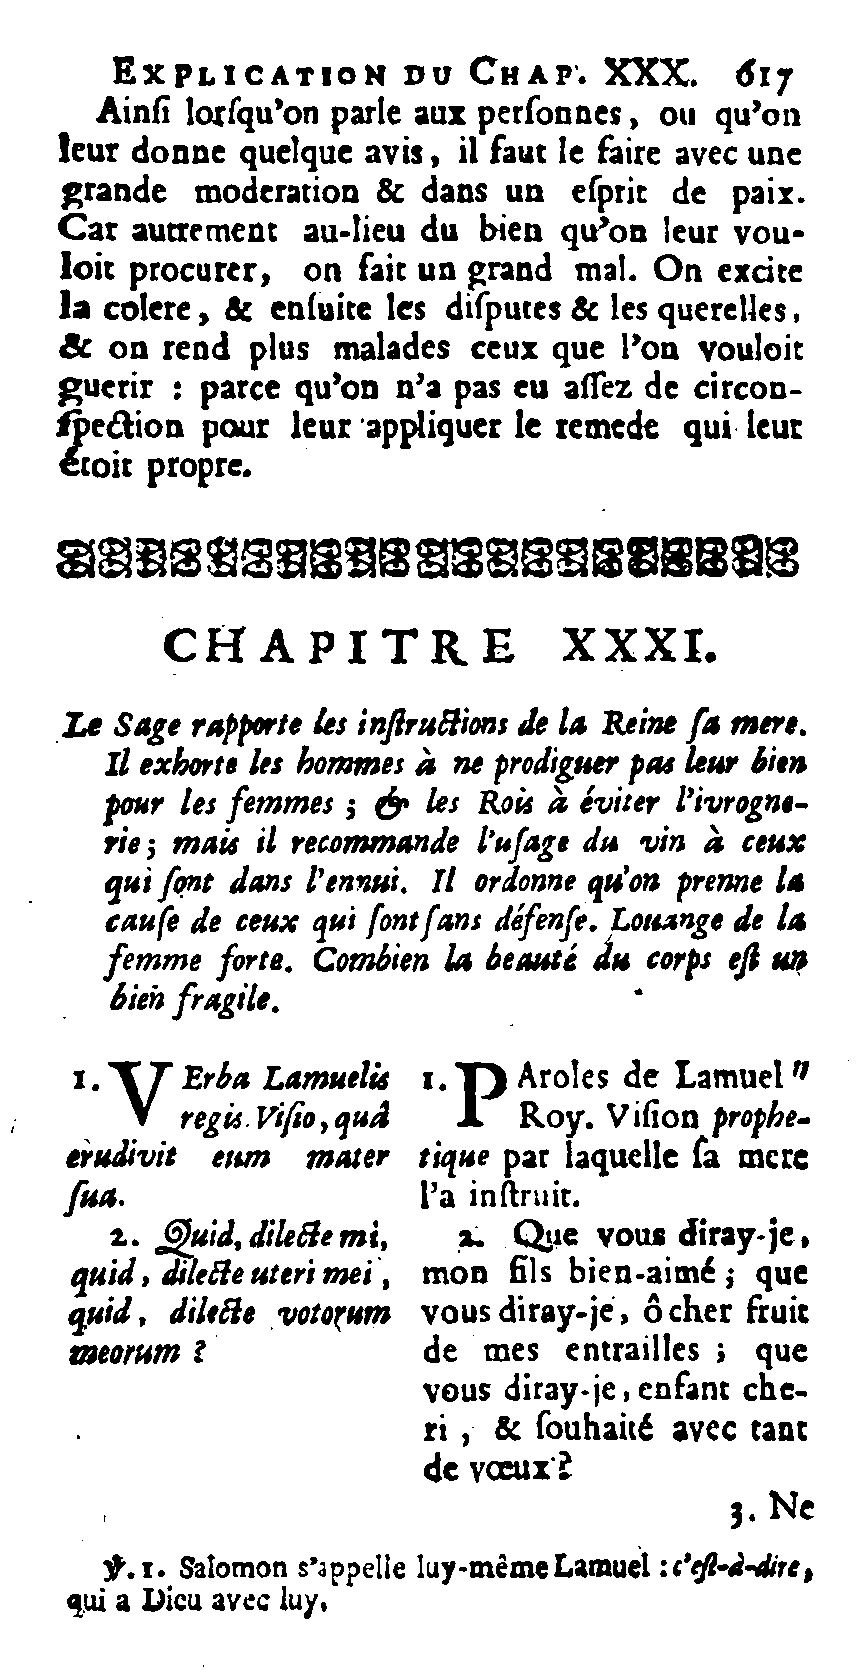 EXPLICATION DU CHAP. XXX. 617
Ainſi lorſqu'on parle aux perſonnes, ou qu'on
leur donne quelque avis, il faut le faire avec une
grande moderation & dans un eſprit de paix.
Car autrement au-lieu du bien qu'on leur vou-
loit procurer, on fait un grand mal. On excite
la colere, & enſuite les diſputes & les querelles,
& on rend plus malades ceux que l'on vouloit
guerir : parce qu'on n'a pas eu aſſez de circon-
ſpection pour leur appliquer le remede qui leur
étoit propre.
CHAPITRE XXXI.
Le Sage rapporte les inſtructions de la Reine ſa mere.
Il exhorte les hommes à ne prodiguer pas leur bien
pour les femmes ; & les Rois à éviter l'ivrogne-
rie ; mais il recommande l'uſage du vin à ceux
qui ſont dans l'ennui. Il ordonne qu'on prenne la
cauſe de ceux qui ſont ſans défenſe. Louange de la
femme forte. Combien la beauté du corps eſt un
bien fragile.
1. VErba Lamuelis
regis. Viſio, quâ
erudivit eum mater
ſua.
2. Quid, dilecte mi,
quid, dilecte uteri mei,
quid, dilecte votorum
meorum ?
1. PAroles de Lamuel "
Roy. Viſion prophe-
tique par laquelle ſa mere
l'a inſtruit.
2. Que vous diray-je,
mon fils bien-aimé ; que
vous diray-je, ô cher fruit
de mes entrailles ; que
vous diray-je, enfant che-
ri, & ſouhaité avec tant
de vœux ?
3. Ne
℣. 1. Salomon s'appelle luy-même Lamuel : c'eſt-à-dire,
qui a Dieu avec luy.